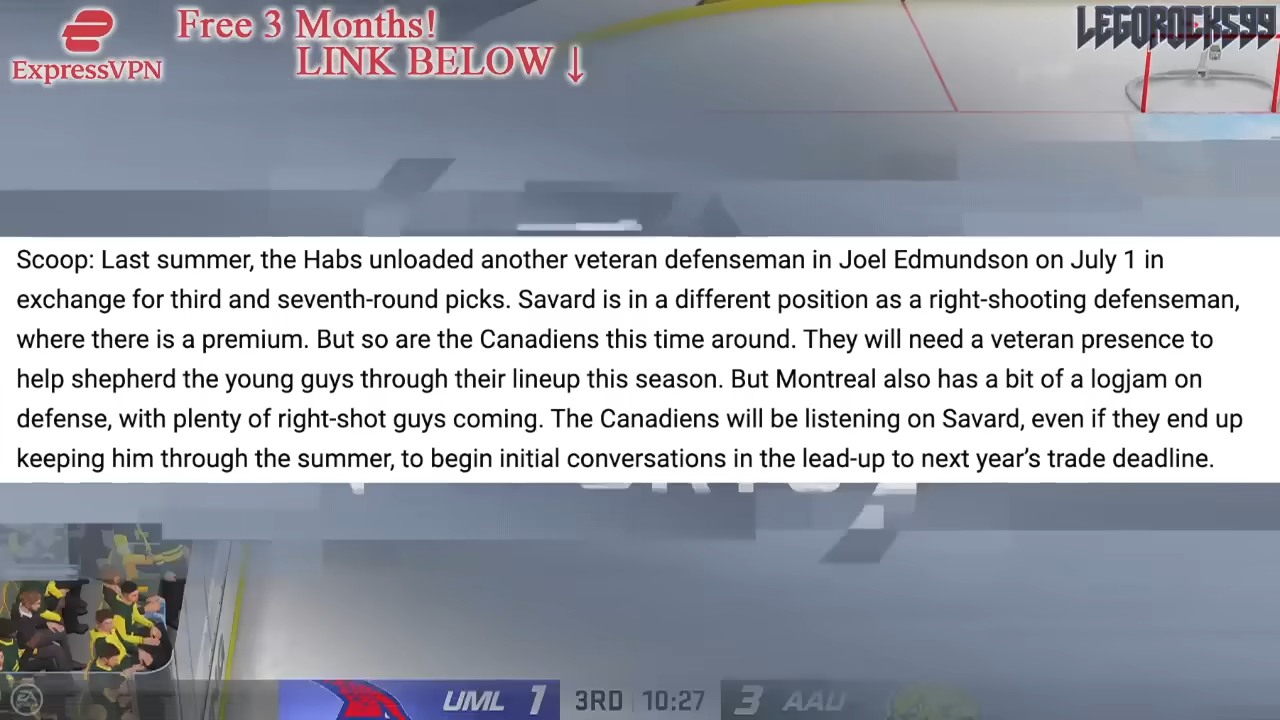 Free 3 Months!
LINK BELOW ↓
ExpressVPN
LEGOROCKS99
Scoop: Last summer, the Habs unloaded another veteran defenseman in Joel Edmundson on July 1 in
exchange for third and seventh-round picks. Savard is in a different position as a right-shooting defenseman,
where there is a premium. But so are the Canadiens this time around. They will need a veteran presence to
help shepherd the young guys through their lineup this season. But Montreal also has a bit of a logjam on
defense, with plenty of right-shot guys coming. The Canadiens will be listening on Savard, even if they end up
keeping him through the summer, to begin initial conversations in the lead-up to next year’s trade deadline.
EA
UML 1 3RD 10:27 3 AAU